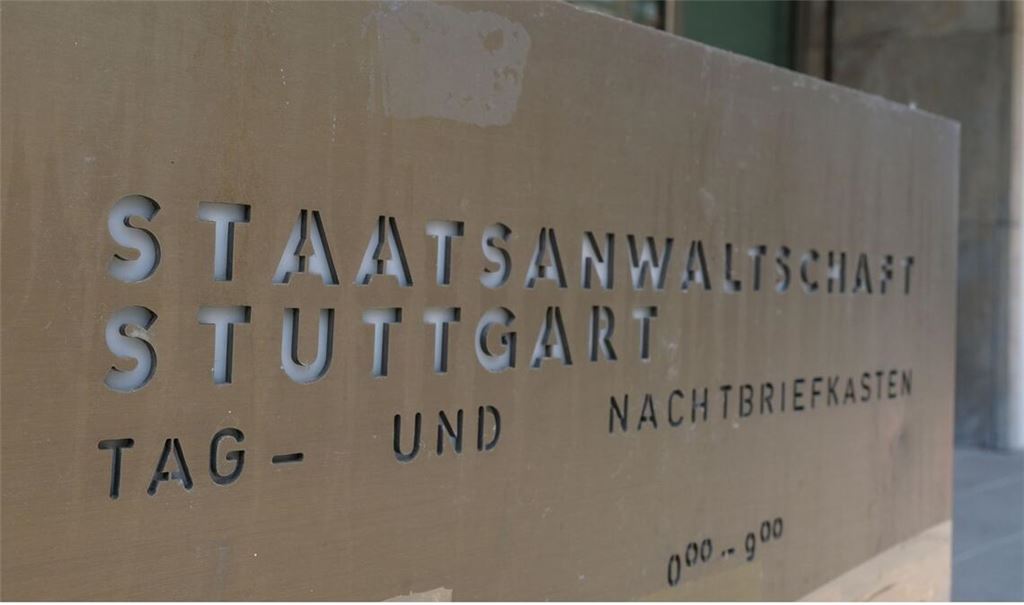 STAATSANWALTSCHAFT
STUTTGART
TAG- UND NACHTBRIEFKASTEN
0⁰⁰-9⁰⁰